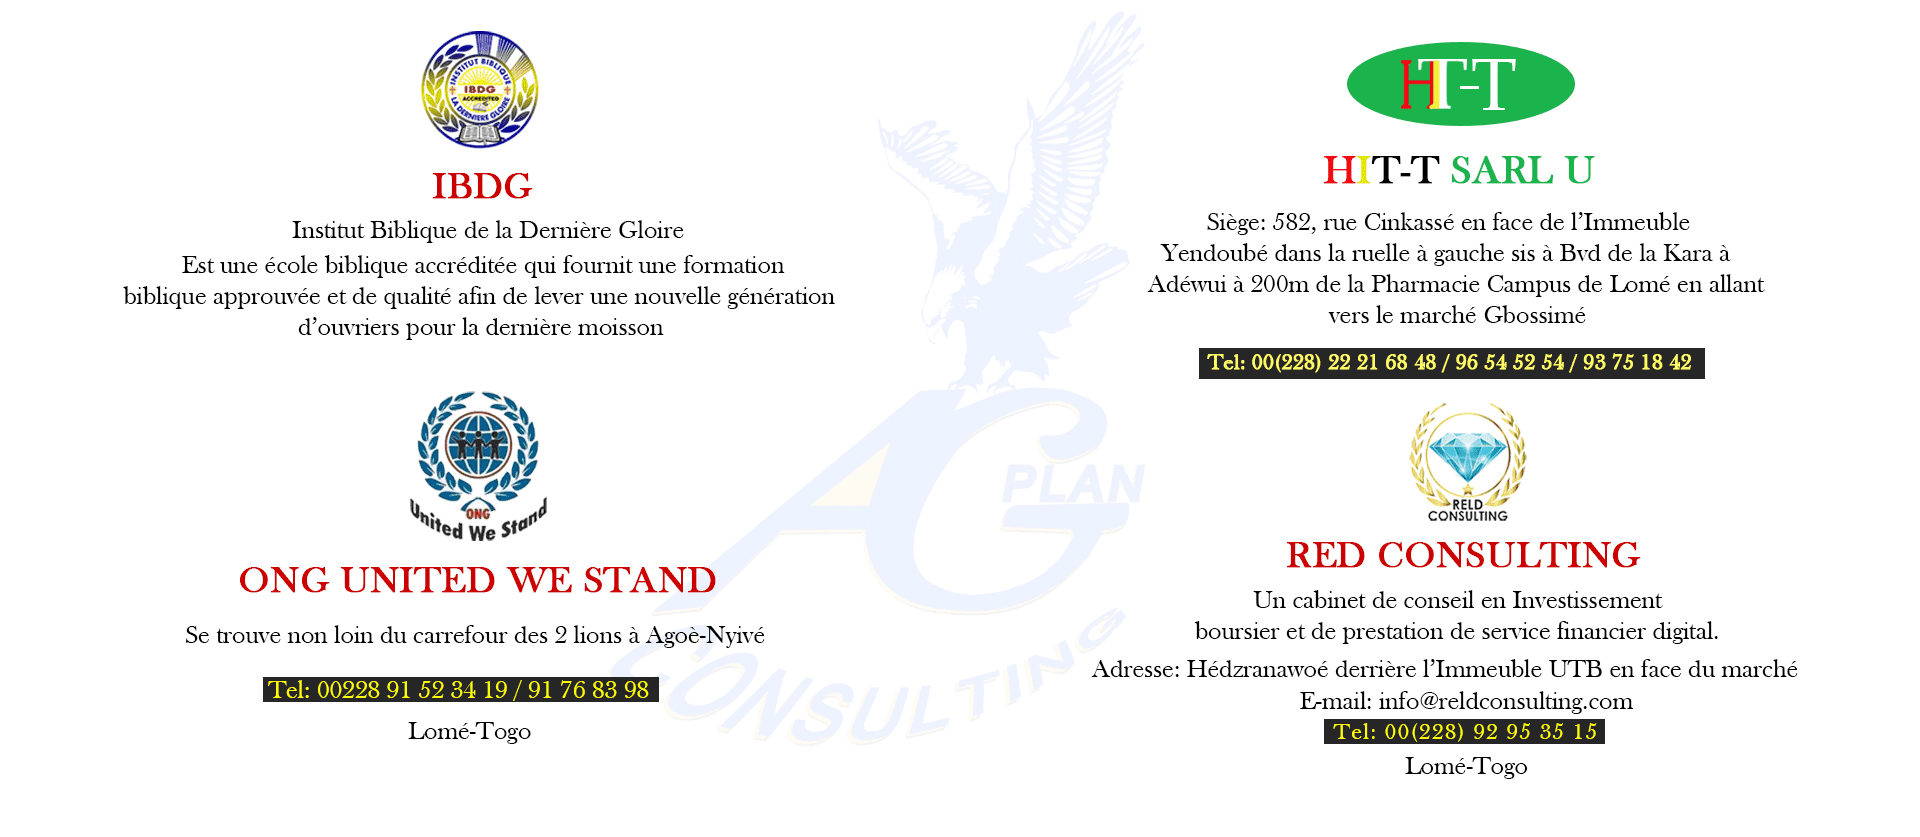 INSTITUT BIBLIQUE
IBDG
ACCREDITED
LA DERNIERE GLOIRE
IBDG
Institut Biblique de la Dernière Gloire
Est une école biblique accréditée qui fournit une formation
biblique approuvée et de qualité afin de lever une nouvelle génération
d’ouvriers pour la dernière moisson
ONG
United We Stand
ONG UNITED WE STAND
Se trouve non loin du carrefour des 2 lions à Agoè-Nyivé
Tel: 00228 91 52 34 19 / 91 76 83 98
Lomé-Togo
AG
PLAN
CONSULTING
HIT-T
HIT-T SARL U
Siège: 582, rue Cinkassé en face de l’Immeuble
Yendoubé dans la ruelle à gauche sis à Bvd de la Kara à
Adéwui à 200m de la Pharmacie Campus de Lomé en allant
vers le marché Gbossimé
Tel: 00(228) 22 21 68 48 / 96 54 52 54 / 93 75 18 42
RELD
CONSULTING
RED CONSULTING
Un cabinet de conseil en Investissement
boursier et de prestation de service financier digital.
Adresse: Hédzranawoé derrière l’Immeuble UTB en face du marché
E-mail: info@reldconsulting.com
Tel: 00(228) 92 95 35 15
Lomé-Togo